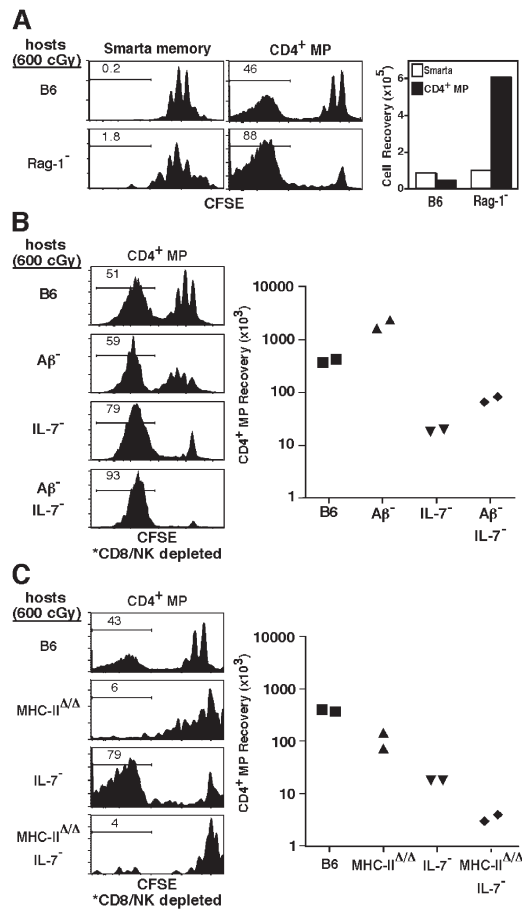 A
hosts
(600 cGy)
Smarta memory
CD4+ MP
B6
0.2
46
Rag-1-
1.8
88
CFSE
Cell Recovery (x10^5)
6
4
2
0
Smarta
CD4+ MP
B6
Rag-1-
B
hosts
(600 cGy)
CD4+ MP
B6
51
Aβ-
59
IL-7-
79
Aβ-
IL-7-
93
CFSE
*CD8/NK depleted
CD4+ MP Recovery (x10^3)
10000
1000
100
10
1
B6
Aβ-
IL-7-
Aβ-
IL-7-
C
hosts
(600 cGy)
CD4+ MP
B6
43
MHC-IIΔ/Δ
6
IL-7-
79
MHC-IIΔ/Δ
IL-7-
4
CFSE
*CD8/NK depleted
CD4+ MP Recovery (x10^3)
10000
1000
100
10
1
B6
MHC-IIΔ/Δ
IL-7-
MHC-IIΔ/Δ
IL-7-